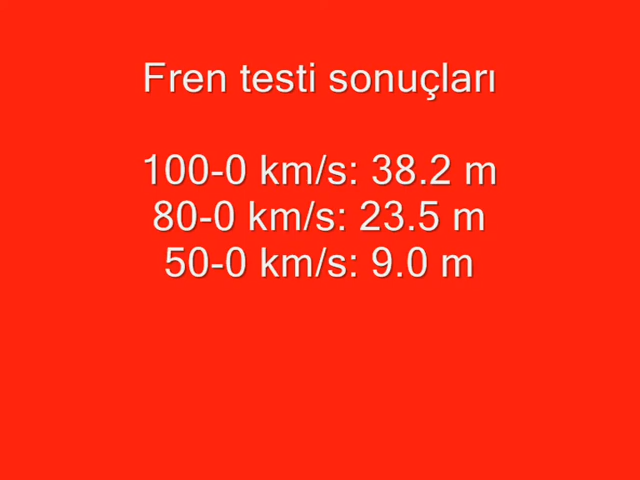 Fren testi sonuçları
100-0 km/s: 38.2 m
80-0 km/s: 23.5 m
50-0 km/s: 9.0 m